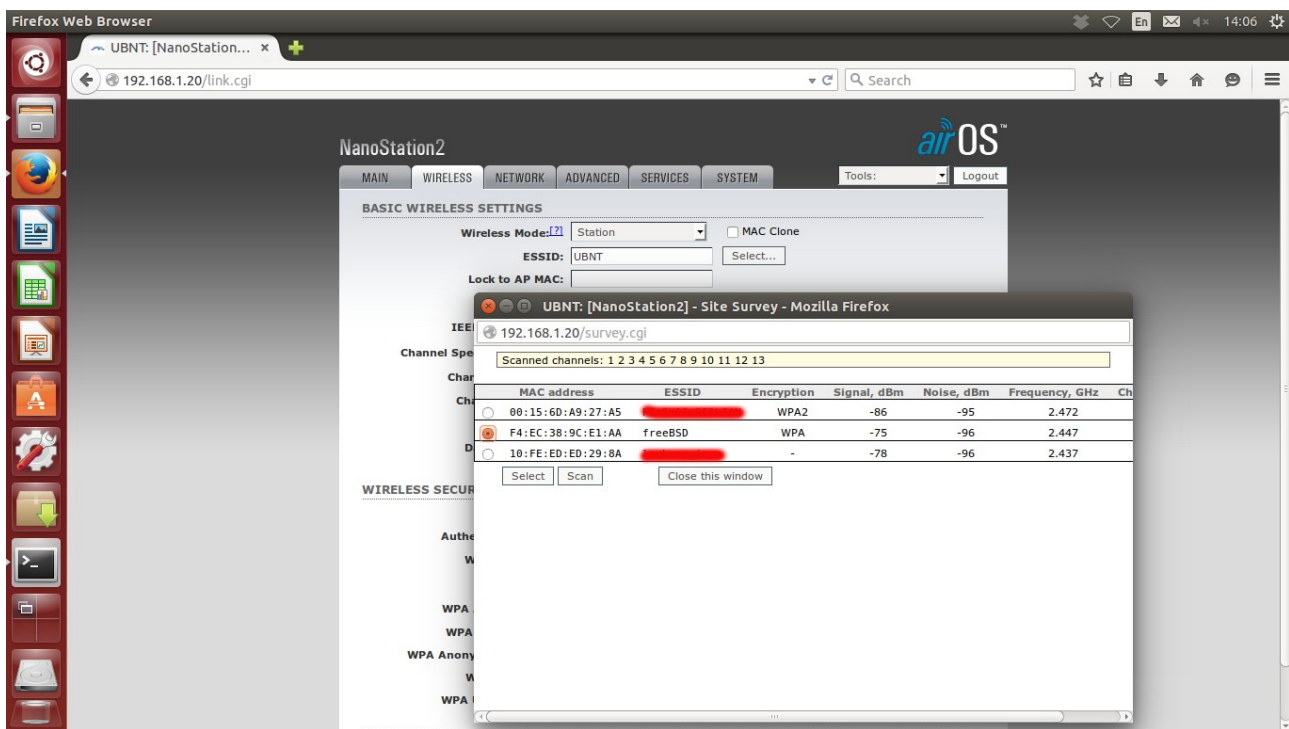 Firefox Web Browser
En
14:06
UBNT: [NanoStation... ×
192.168.1.20/link.cgi
Search
NanoStation2
airOS™
MAIN WIRELESS NETWORK ADVANCED SERVICES SYSTEM Tools: Logout
BASIC WIRELESS SETTINGS
Wireless Mode:[?] Station MAC Clone
ESSID: UBNT Select...
Lock to AP MAC:
UBNT: [NanoStation2] - Site Survey - Mozilla Firefox
IEE
192.168.1.20/survey.cgi
Channel Spe
Scanned channels: 1 2 3 4 5 6 7 8 9 10 11 12 13
MAC address ESSID Encryption Signal, dBm Noise, dBm Frequency, GHz Ch
00:15:6D:A9:27:A5 WPA2 -86 -95 2.472
F4:EC:38:9C:E1:AA freeBSD WPA -75 -96 2.447
10:FE:ED:ED:29:8A - -78 -96 2.437
Select Scan Close this window
WIRELESS SECUR
Authe
WPA
WPA
WPA Anony
WPA